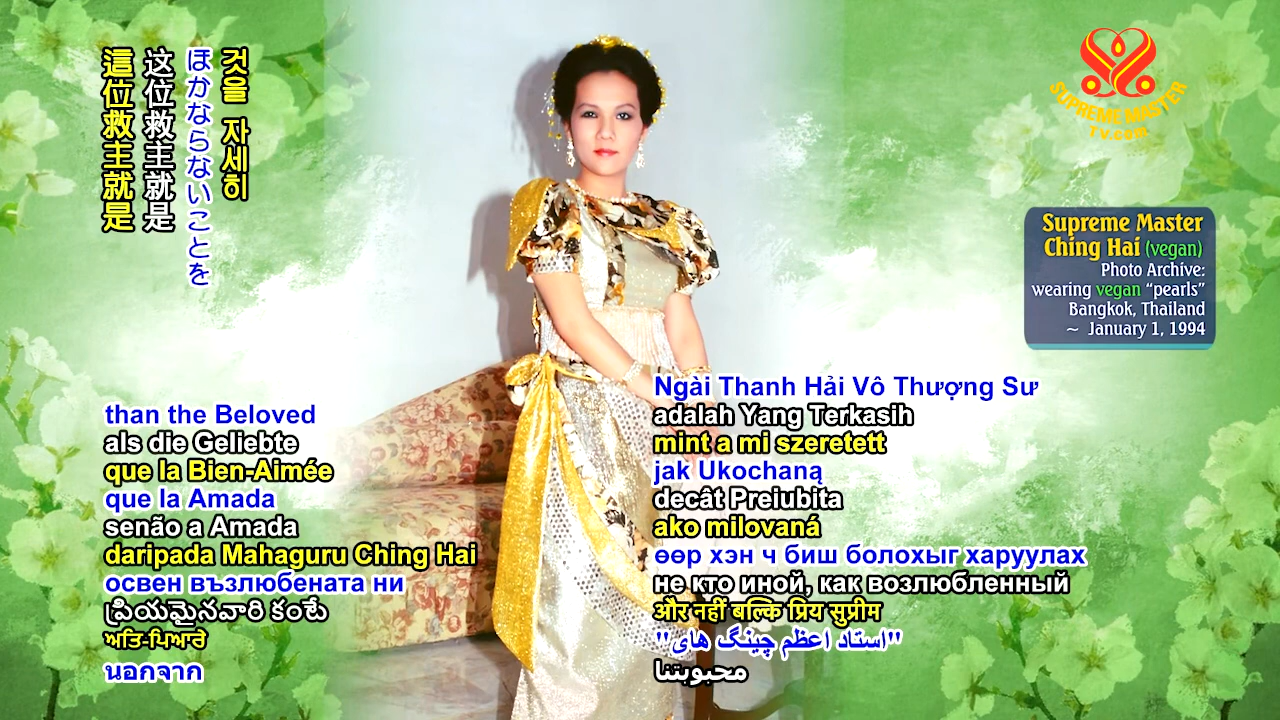 這位救主就是
这位救主就是
ほかならないことを
것을 자세히
SUPREME MASTER
TV.com
Supreme Master
Ching Hai (vegan)
Photo Archive:
wearing vegan “pearls”
Bangkok, Thailand
~ January 1, 1994
than the Beloved
als die Geliebte
que la Bien-Aimée
que la Amada
senão a Amada
daripada Mahaguru Ching Hai
освен възлюбената ни
ప్రియమైనవారి కంటే
ਅਤਿ-ਪਿਆਰੇ
นอกจาก
Ngài Thanh Hải Vô Thượng Sư
adalah Yang Terkasih
mint a mi szeretett
jak Ukochaną
decât Preiubita
ako milovaná
өөр хэн ч биш болохыг харуулах
не кто иной, как возлюбленный
और नहीं बल्कि प्रिय सुप्रीम
"استاد اعظم چینگ های"
محبوبتنا